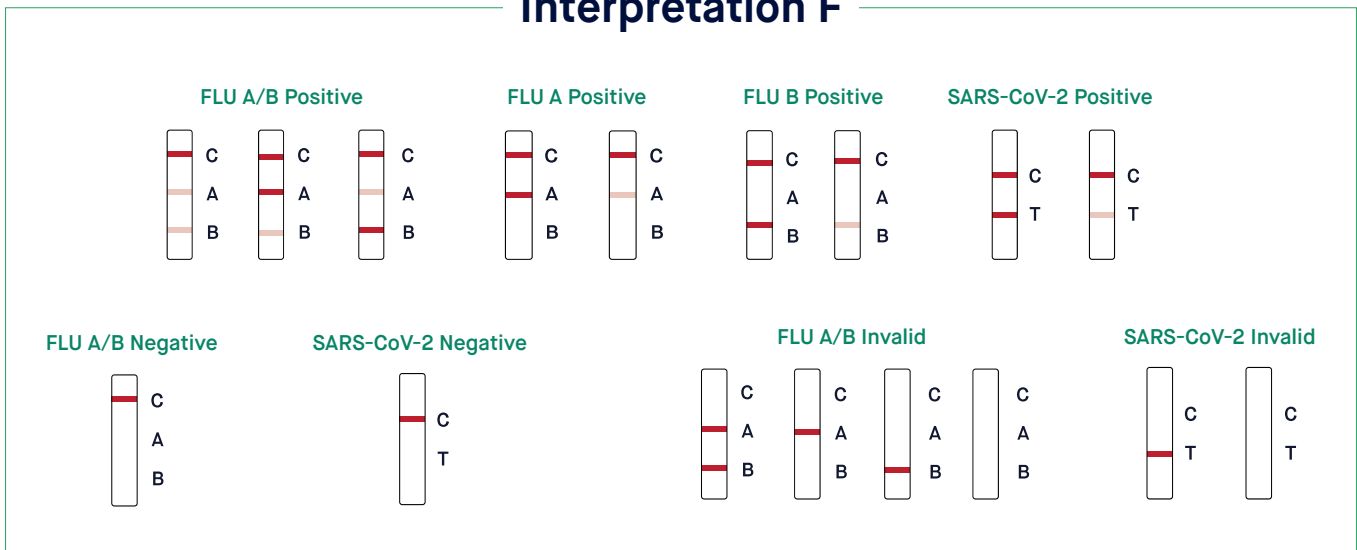 Interpretation F
FLU A/B Positive
FLU A Positive
FLU B Positive
SARS-CoV-2 Positive
C C C C C C C C C
A A A A A A A T T
B B B B B B B
FLU A/B Negative
SARS-CoV-2 Negative
FLU A/B Invalid
SARS-CoV-2 Invalid
C C C C C C C C
A T A A A A T T
B B B B B